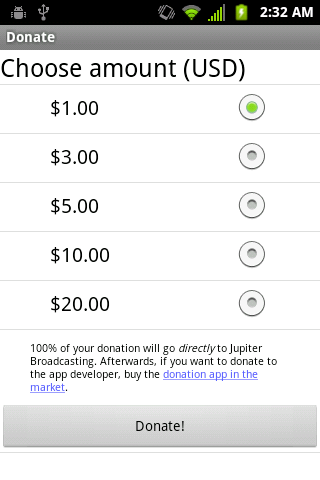 2:32 AM
Donate
Choose amount (USD)
$1.00
$3.00
$5.00
$10.00
$20.00
100% of your donation will go directly to Jupiter
Broadcasting. Afterwards, if you want to donate to
the app developer, buy the donation app in the
market.
Donate!